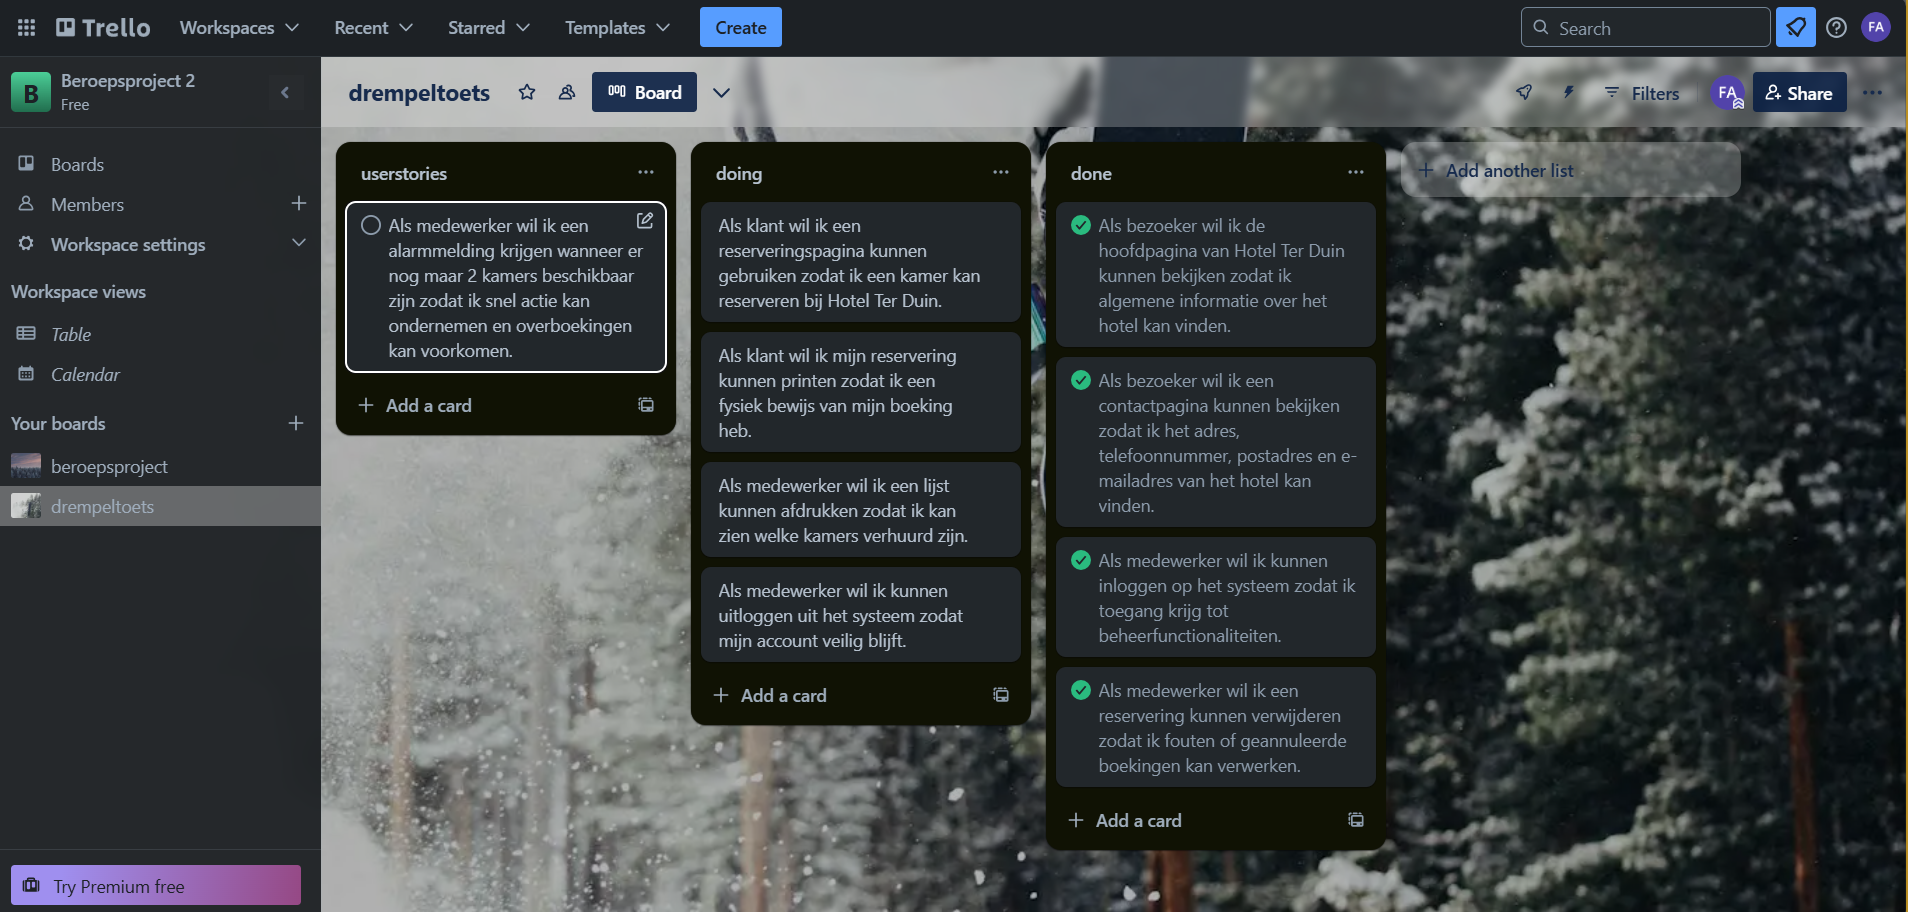 Trello
Workspaces
Recent
Starred
Templates
Create
Search
FA
B
Beroepsproject 2
Free
Boards
Members
Workspace settings
Workspace views
Table
Calendar
Your boards
beroepsproject
drempeltoets
Try Premium free
drempeltoets
Board
Filters
FA
Share
userstories
Als medewerker wil ik een
alarmmelding krijgen wanneer er
nog maar 2 kamers beschikbaar
zijn zodat ik snel actie kan
ondernemen en overboekingen
kan voorkomen.
Add a card
doing
Als klant wil ik een
reserveringspagina kunnen
gebruiken zodat ik een kamer kan
reserveren bij Hotel Ter Duin.
Als klant wil ik mijn reservering
kunnen printen zodat ik een
fysiek bewijs van mijn boeking
heb.
Als medewerker wil ik een lijst
kunnen afdrukken zodat ik kan
zien welke kamers verhuurd zijn.
Als medewerker wil ik kunnen
uitloggen uit het systeem zodat
mijn account veilig blijft.
Add a card
done
Als bezoeker wil ik de
hoofdpagina van Hotel Ter Duin
kunnen bekijken zodat ik
algemene informatie over het
hotel kan vinden.
Als bezoeker wil ik een
contactpagina kunnen bekijken
zodat ik het adres,
telefoonnummer, postadres en e-
mailadres van het hotel kan
vinden.
Als medewerker wil ik kunnen
inloggen op het systeem zodat ik
toegang krijg tot
beheerfunctionaliteiten.
Als medewerker wil ik een
reservering kunnen verwijderen
zodat ik fouten of geannuleerde
boekingen kan verwerken.
Add a card
Add another list